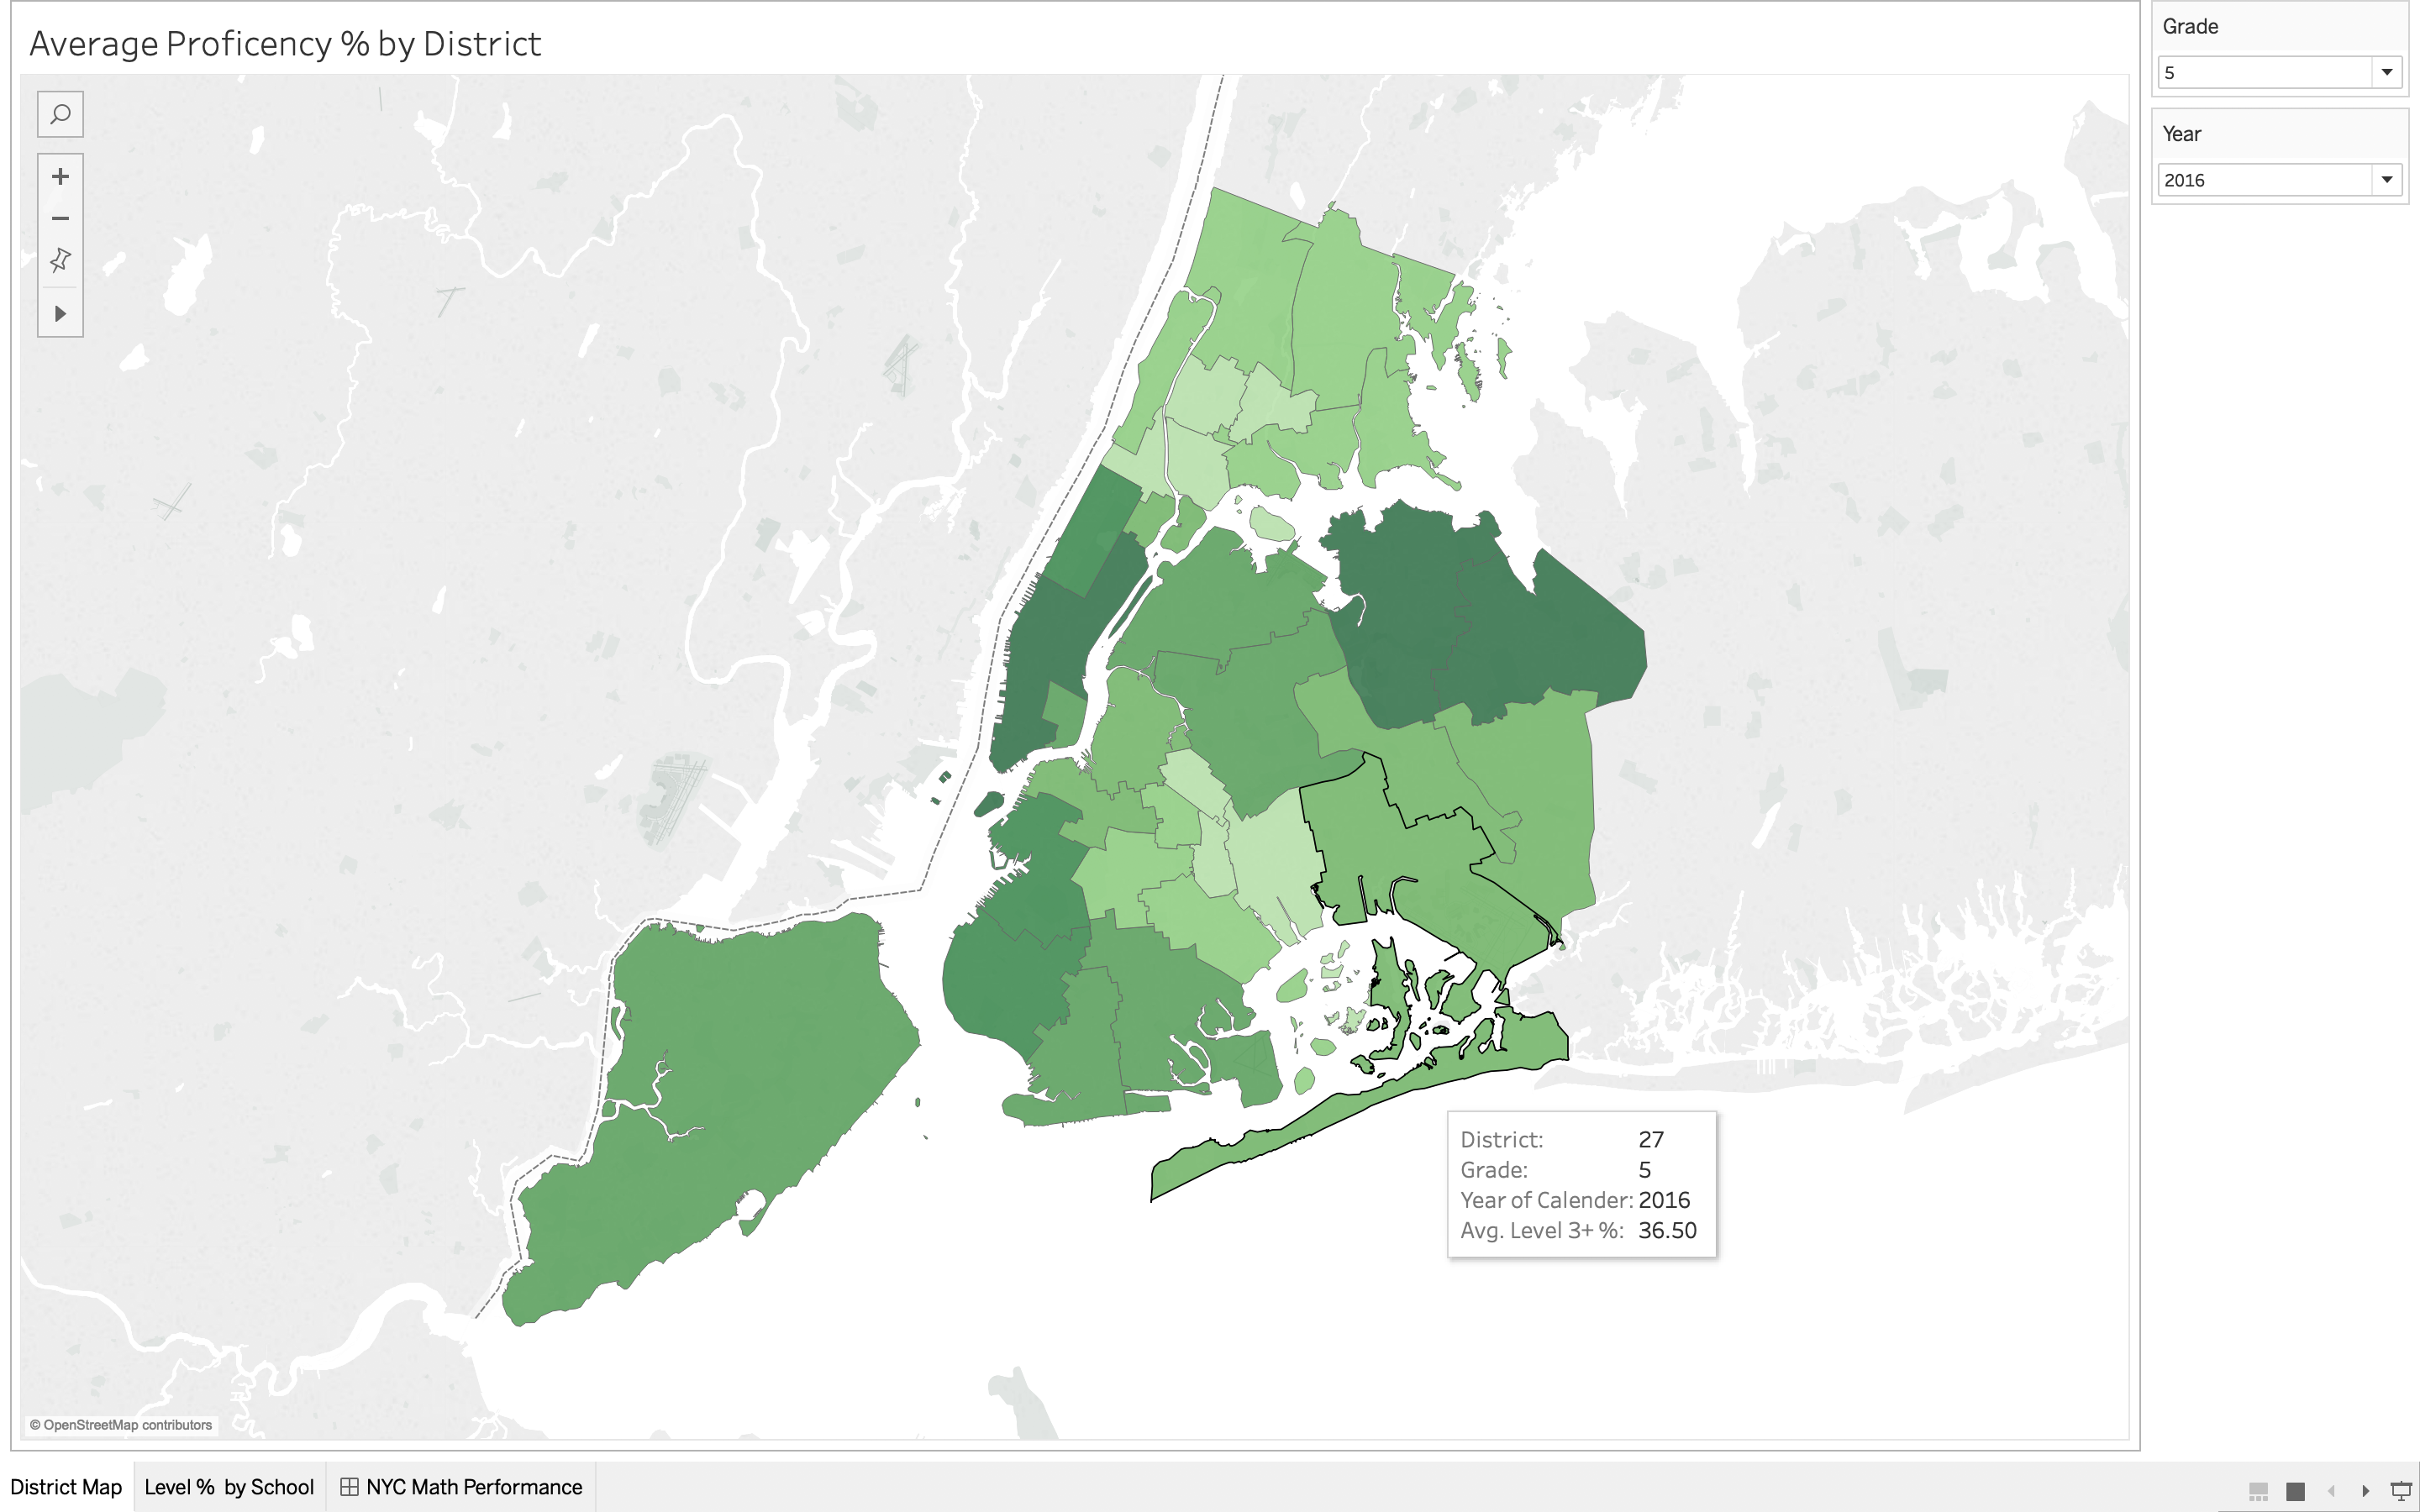 Average Proficency % by District
Grade
5
Year
2016
District: 27
Grade: 5
Year of Calender: 2016
Avg. Level 3+ %: 36.50
© OpenStreetMap contributors
District Map
Level % by School
NYC Math Performance